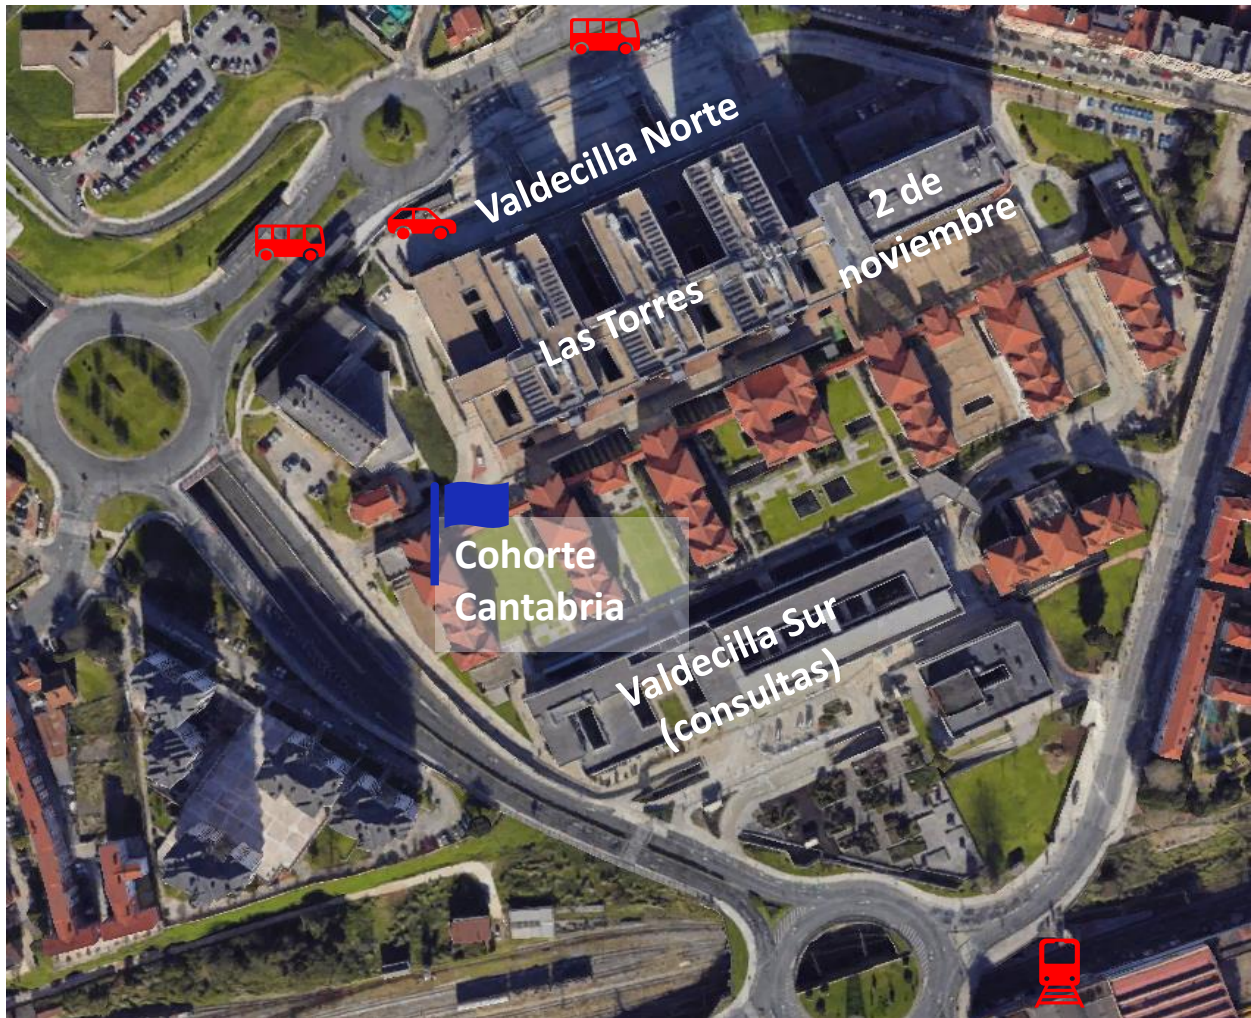 Valdecilla Norte
2 de
noviembre
Las Torres
Cohorte
Cantabria
Valdecilla Sur
(consultas)